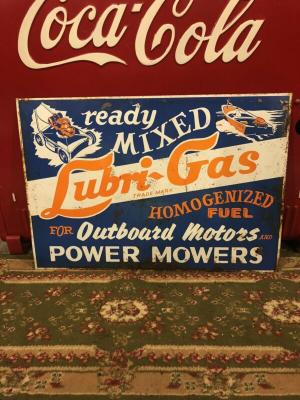 Coca-Cola
ready
MIXED
Lubri-Gas
TRADE MARK
HOMOGENIZED
FUEL
FOR Outboard Motors AND
POWER MOWERS